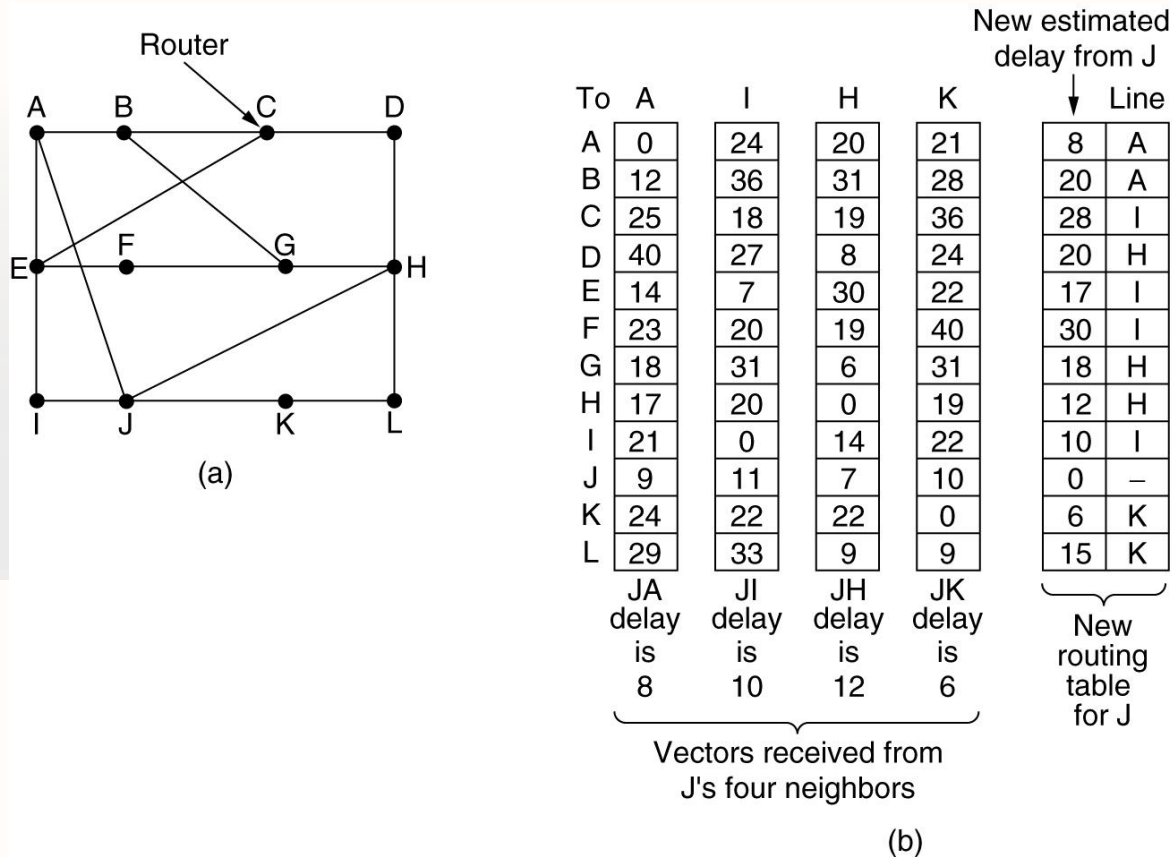 Router
A B C D
E F G H
I J K L
(a)
New estimated
delay from J
To A I H K Line
A 0 24 20 21 8 A
B 12 36 31 28 20 A
C 25 18 19 36 28 I
D 40 27 8 24 20 H
E 14 7 30 22 17 I
F 23 20 19 40 30 I
G 18 31 6 31 18 H
H 17 20 0 19 12 H
I 21 0 14 22 10 I
J 9 11 7 10 0 –
K 24 22 22 0 6 K
L 29 33 9 9 15 K
JA JI JH JK
delay delay delay delay
is is is is
8 10 12 6
New
routing
table
for J
Vectors received from
J's four neighbors
(b)